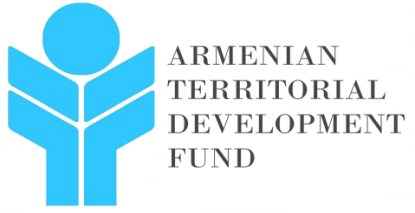 ARMENIAN
TERRITORIAL
DEVELOPMENT
FUND